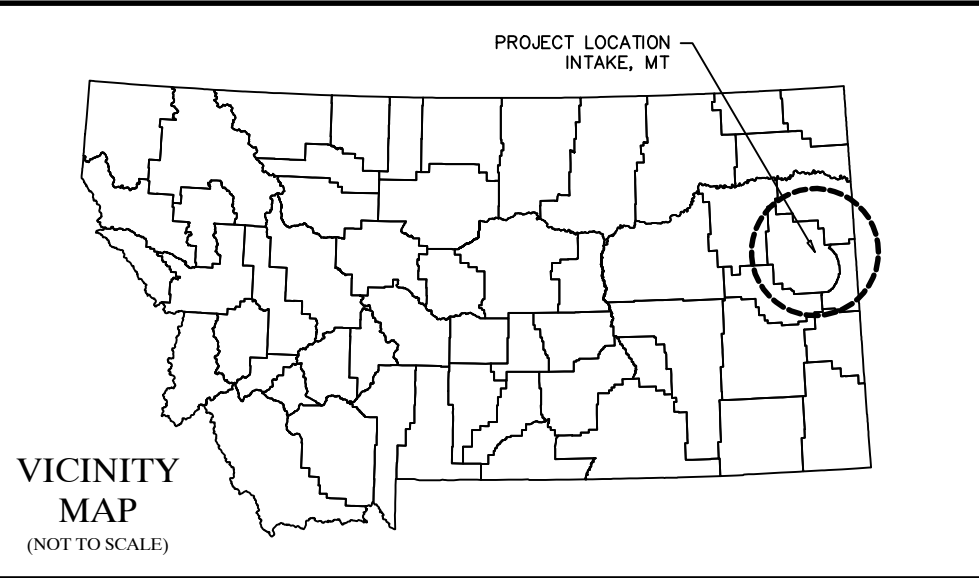 PROJECT LOCATION
INTAKE, MT
VICINITY
MAP
(NOT TO SCALE)